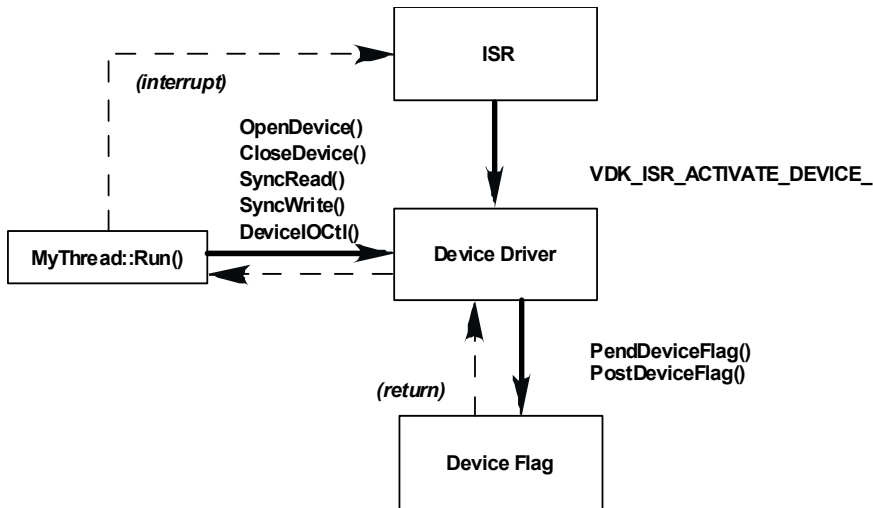 ISR
(interrupt)
OpenDevice()
CloseDevice()
SyncRead()
SyncWrite()
DeviceIOCtl()
VDK_ISR_ACTIVATE_DEVICE_
MyThread::Run()
Device Driver
PendDeviceFlag()
PostDeviceFlag()
(return)
Device Flag